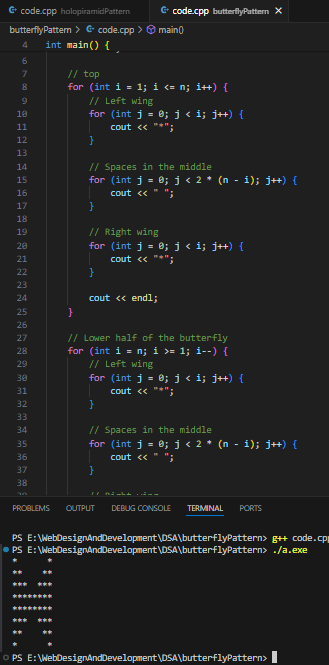 code.cpp holopiramidPattern
code.cpp butterflyPattern ×
butterflyPattern > code.cpp > main()
4 int main() {
6
7 // top
8 for (int i = 1; i <= n; i++) {
9 // Left wing
10 for (int j = 0; j < i; j++) {
11 cout << "*";
12 }
13
14 // Spaces in the middle
15 for (int j = 0; j < 2 * (n - i); j++) {
16 cout << " ";
17 }
18
19 // Right wing
20 for (int j = 0; j < i; j++) {
21 cout << "*";
22 }
23
24 cout << endl;
25 }
26
27 // Lower half of the butterfly
28 for (int i = n; i >= 1; i--) {
29 // Left wing
30 for (int j = 0; j < i; j++) {
31 cout << "*";
32 }
33
34 // Spaces in the middle
35 for (int j = 0; j < 2 * (n - i); j++) {
36 cout << " ";
37 }
38
PROBLEMS OUTPUT DEBUG CONSOLE TERMINAL PORTS
PS E:\WebDesignAndDevelopment\DSA\butterflyPattern> g++ code.cpp
PS E:\WebDesignAndDevelopment\DSA\butterflyPattern> ./a.exe
*      *
**    **
***  ***
********
********
***  ***
**    **
*      *
PS E:\WebDesignAndDevelopment\DSA\butterflyPattern>